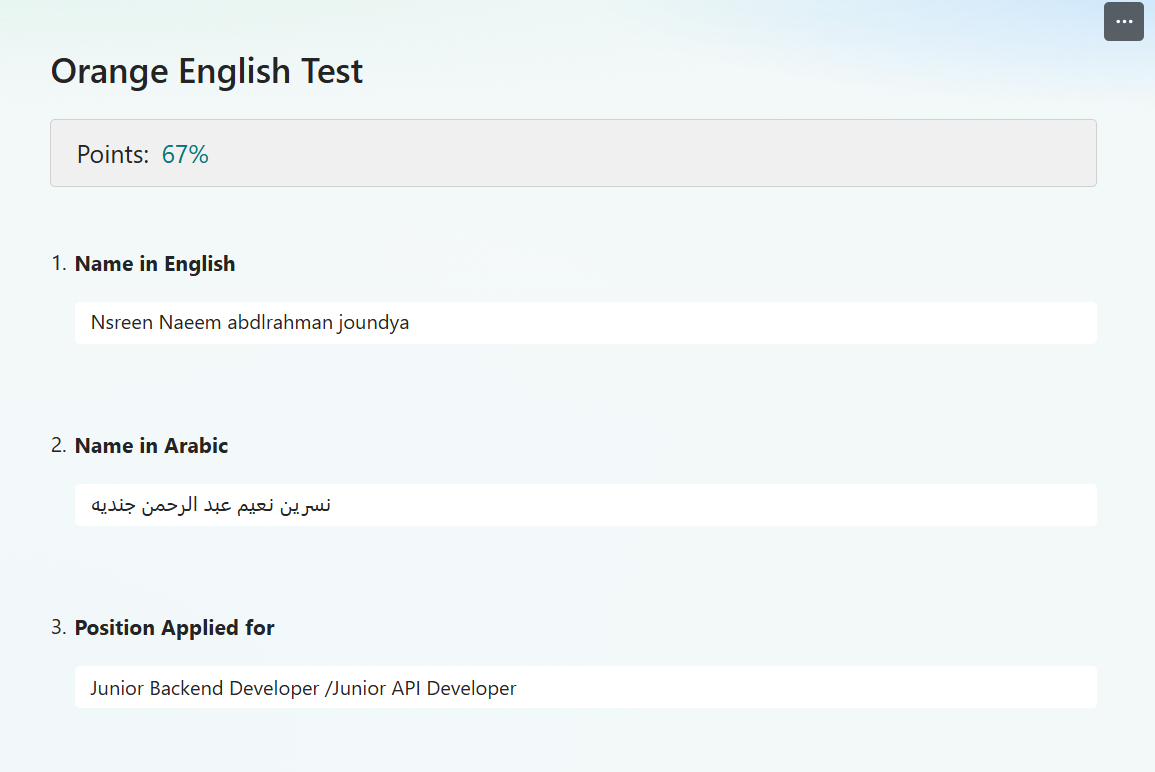 Orange English Test
Points: 67%
1. Name in English
Nsreen Naeem abdlrahman joundya
2. Name in Arabic
نسرين نعيم عبد الرحمن جنديه
3. Position Applied for
Junior Backend Developer /Junior API Developer